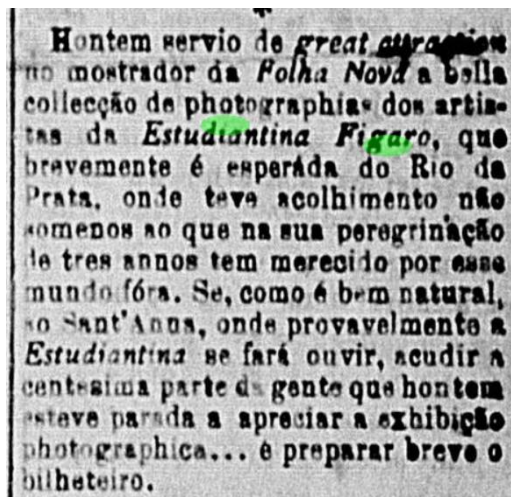 Hontem servio de great attraction
no mostrador da Folha Nova a bella
collecção de photographias dos artis-
tas da Estudiantina Figaro, que
brevemente é esperada do Rio da
Prata, onde teve acolhimento não
somenos ao que na sua peregrinação
de tres annos tem merecido por esse
mundo fóra. Se, como é bem natural,
ao Sant'Anna, onde provavelmente a
Estudiantina se fará ouvir, acudir a
centesima parte da gente que hontem
esteve parada a apreciar a exhibição
photographica... é preparar breve o
bilheteiro.